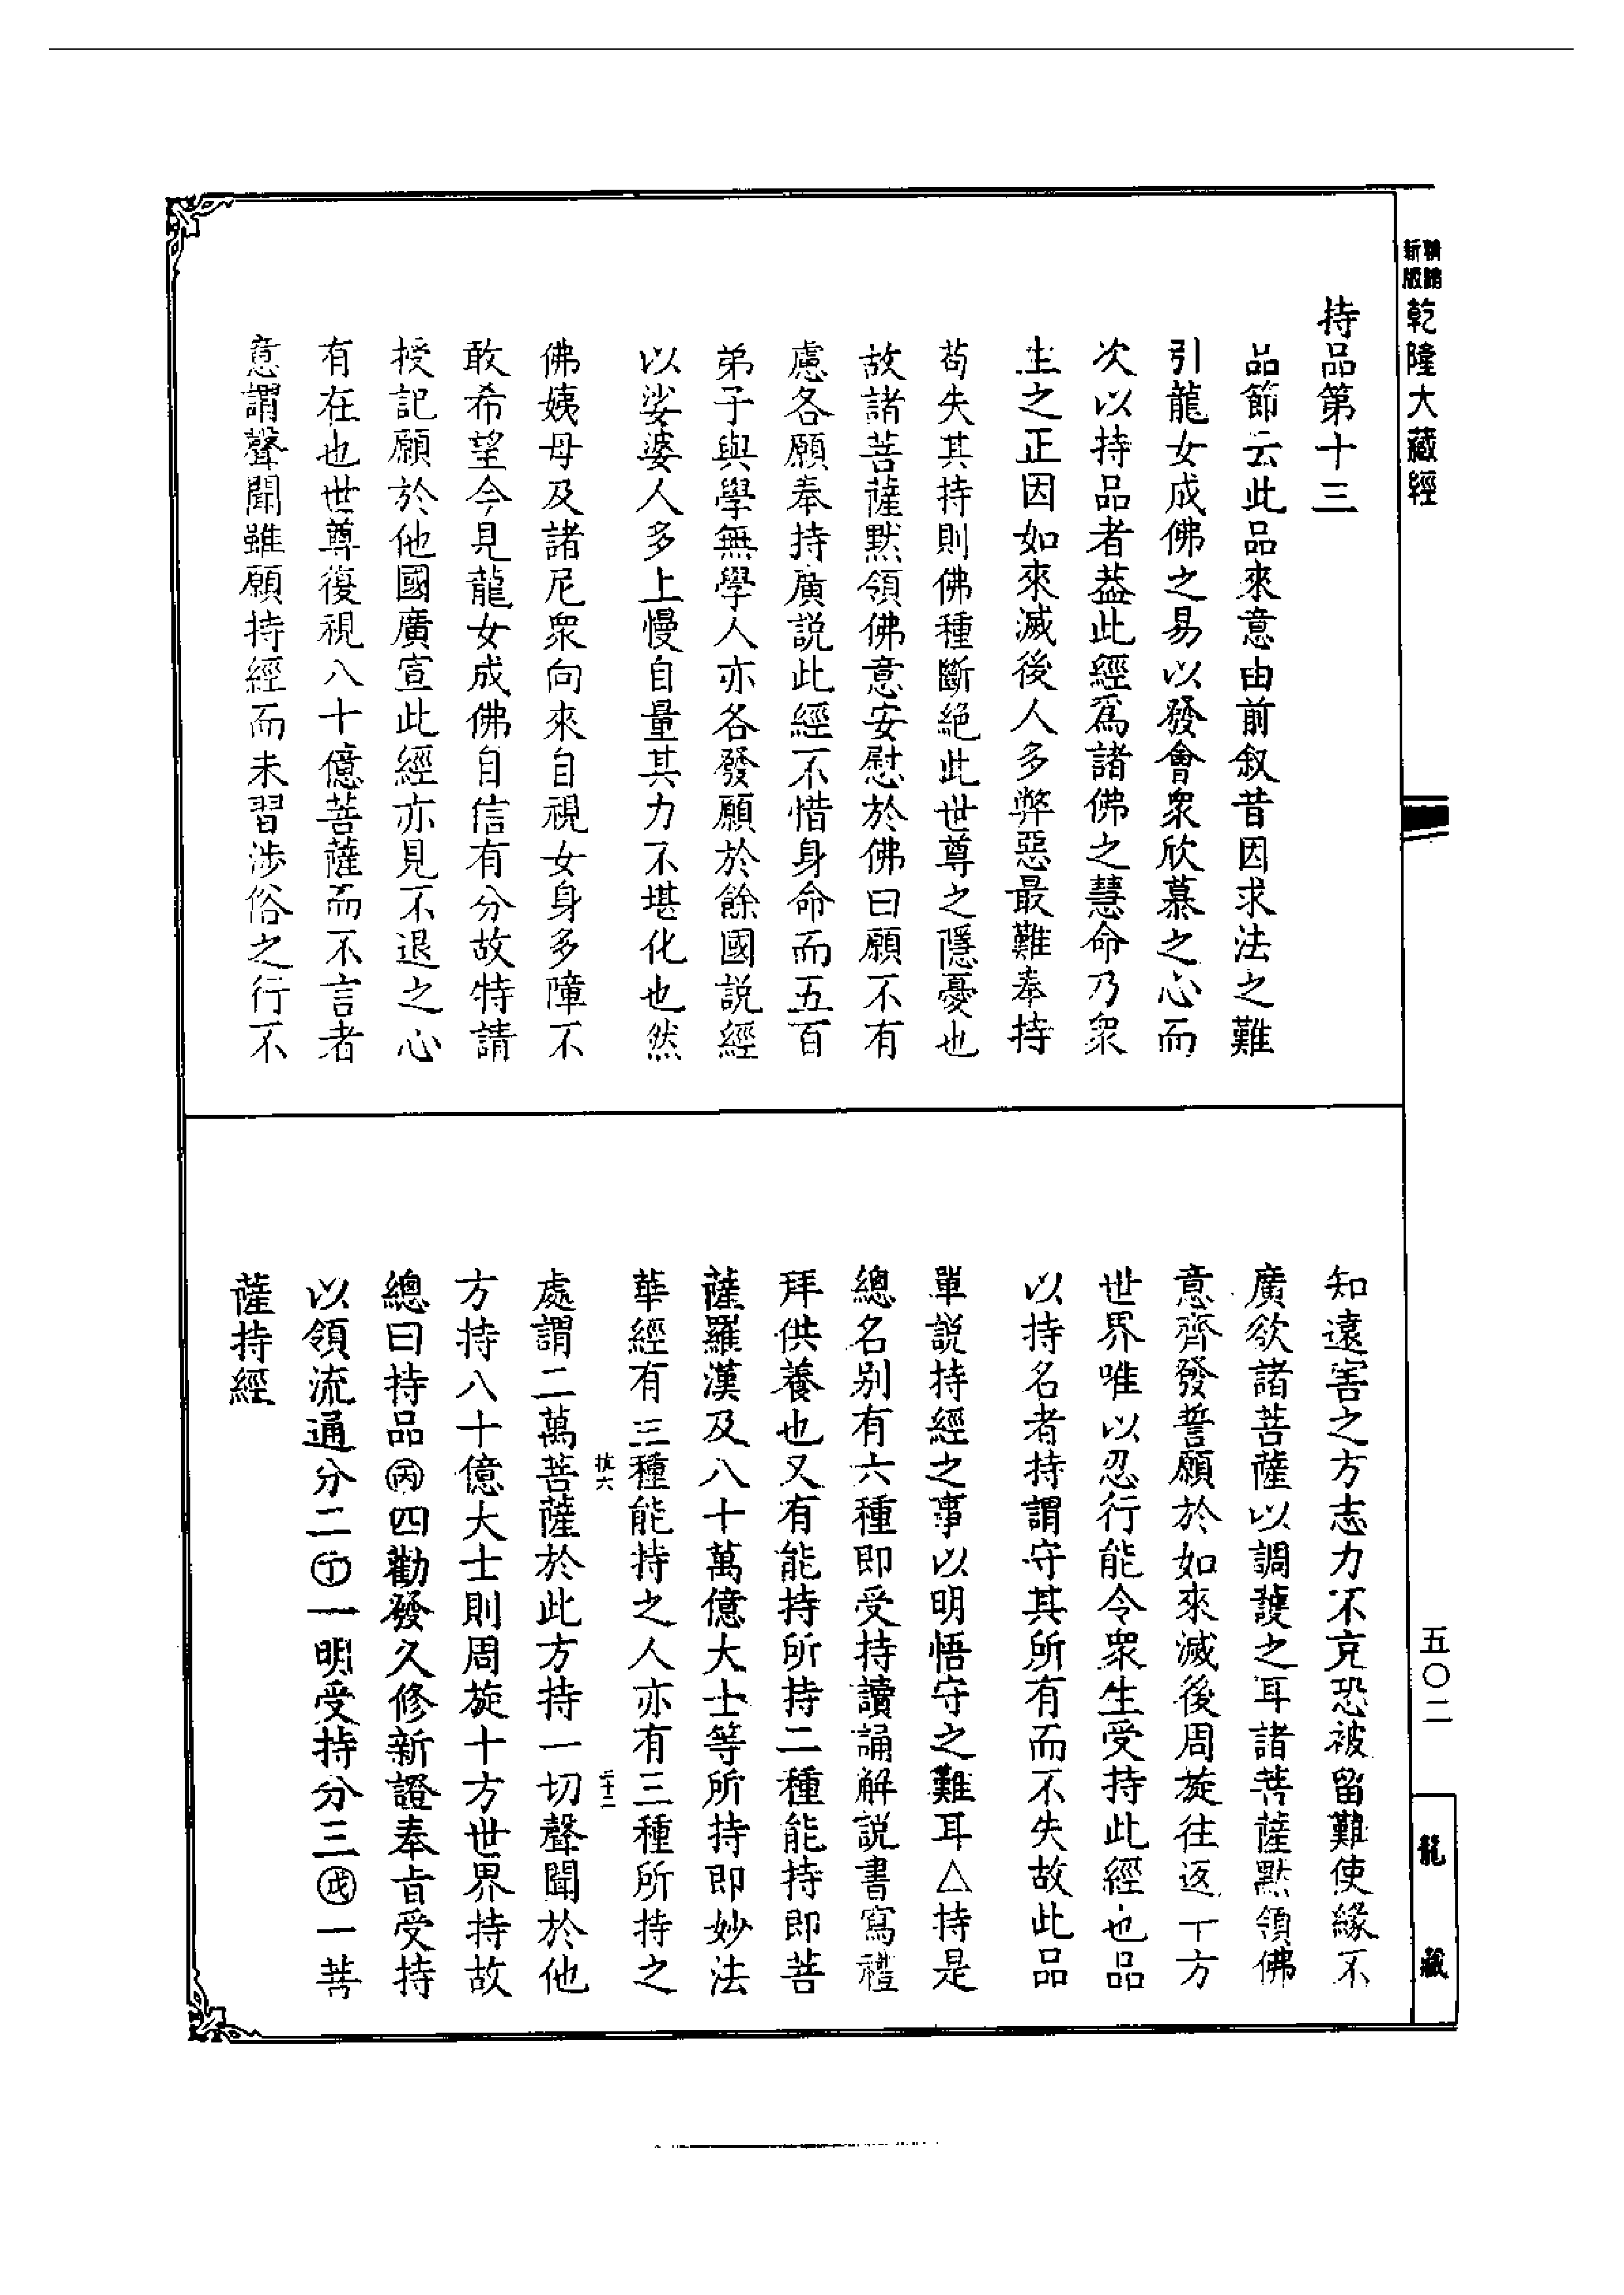 新版
乾隆大藏經
持品第十三
品節云此品來意由前叙昔因求法之難
引龍女成佛之易以發會衆欣慕之心而
次以持品者葢此經爲諸佛之慧命乃衆
生之正因如來滅後人多弊惡最難奉持
苟失其持則佛種斷絕此世尊之隱憂也
故諸菩薩默領佛意安慰於佛曰願不有
慮各願奉持廣説此經不惜身命而五百
弟子與學無學人亦各發願於餘國説經
以娑婆人多上慢自量其力不堪化也然
佛姨母及諸尼衆向來自視女身多障不
敢希望今見龍女成佛自信有分故特請
授記願於他國廣宣此經亦見不退之心
有在也世尊復視八十億菩薩而不言者
意謂聲聞雖願持經而未習涉俗之行不
知遠害之方志力不克恐被留難使緣不
廣欲諸菩薩以調護之耳諸菩薩默領佛
意齊發誓願於如來滅後周旋往返十方
世界唯以忍行能令衆生受持此經也品
以持名者持謂守其所有而不失故此品
單説持經之事以明悟守之難耳△持是
總名别有六種即受持讀誦解説書寫禮
拜供養也又有能持所持二種能持即菩
薩羅漢及八十萬億大士等所持即妙法
華經有三種能持之人亦有三種所持之
處謂二萬菩薩於此方持一切聲聞於他
方持八十億大士則周旋十方世界持故
總曰持品㊛四勸發久修新證奉旨受持
以領流通分二㊀一明受持分三㊀一菩
薩持經
五〇二
龍藏